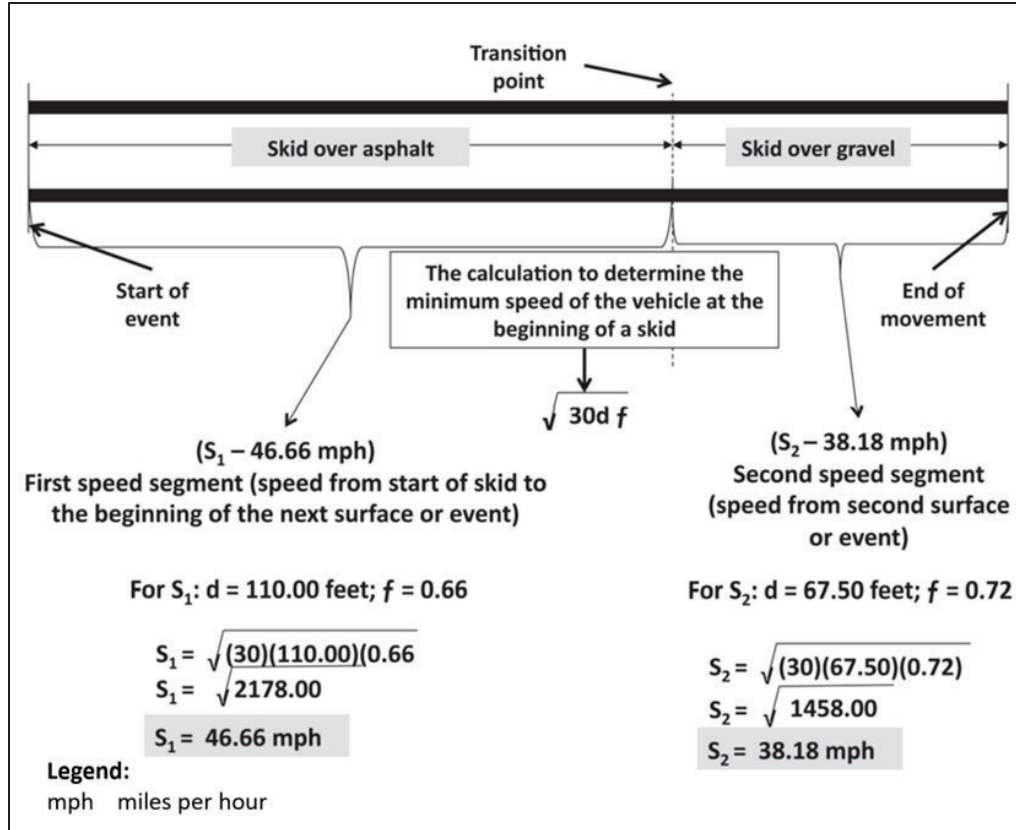 Transition
point
Skid over asphalt
Skid over gravel
Start of
event
The calculation to determine the
minimum speed of the vehicle at the
beginning of a skid
End of
movement
√30d f
(S₁ – 46.66 mph)
First speed segment (speed from start of skid to
the beginning of the next surface or event)
(S₂ – 38.18 mph)
Second speed segment
(speed from second surface
or event)
For S₁: d = 110.00 feet; f = 0.66
S₁ = √(30)(110.00)(0.66
S₁ = √2178.00
S₁ = 46.66 mph
For S₂: d = 67.50 feet; f = 0.72
S₂ = √(30)(67.50)(0.72)
S₂ = √1458.00
S₂ = 38.18 mph
Legend:
mph miles per hour